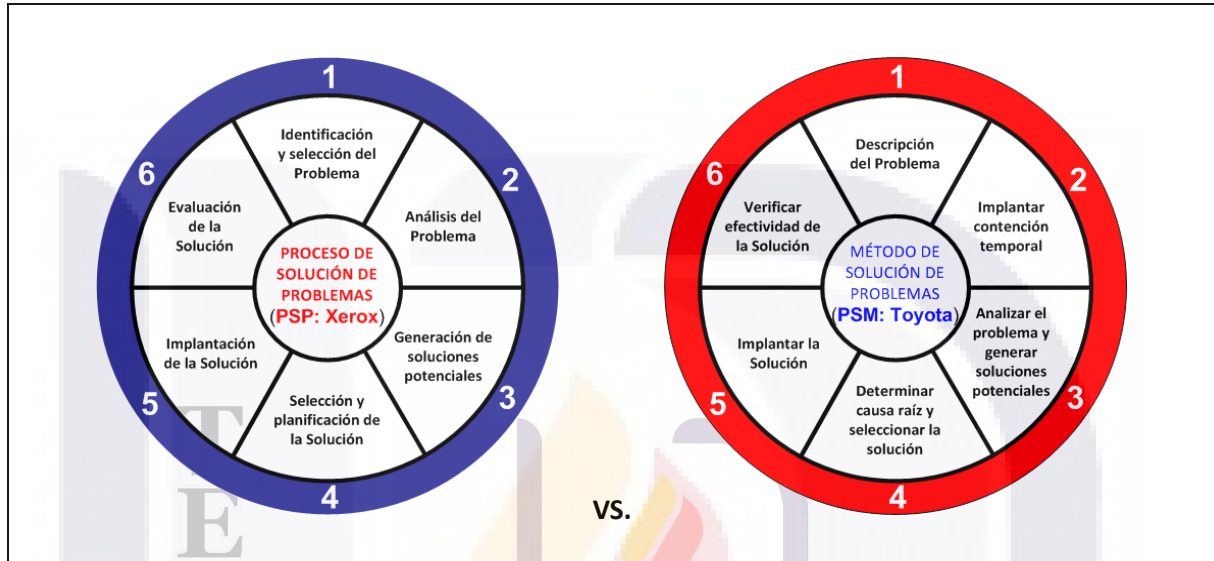 1
Identificación
y selección del
Problema
2
Análisis del
Problema
3
Generación de
soluciones
potenciales
4
Selección y
planificación de
la Solución
5
Implantación
de la Solución
6
Evaluación
de la
Solución
PROCESO DE
SOLUCIÓN DE
PROBLEMAS
(PSP: Xerox)
VS.
1
Descripción
del Problema
2
Implantar
contención
temporal
3
Analizar el
problema y
generar
soluciones
potenciales
4
Determinar
causa raíz y
seleccionar la
solución
5
Implantar la
Solución
6
Verificar
efectividad de
la Solución
MÉTODO DE
SOLUCIÓN DE
PROBLEMAS
(PSM: Toyota)
T
E